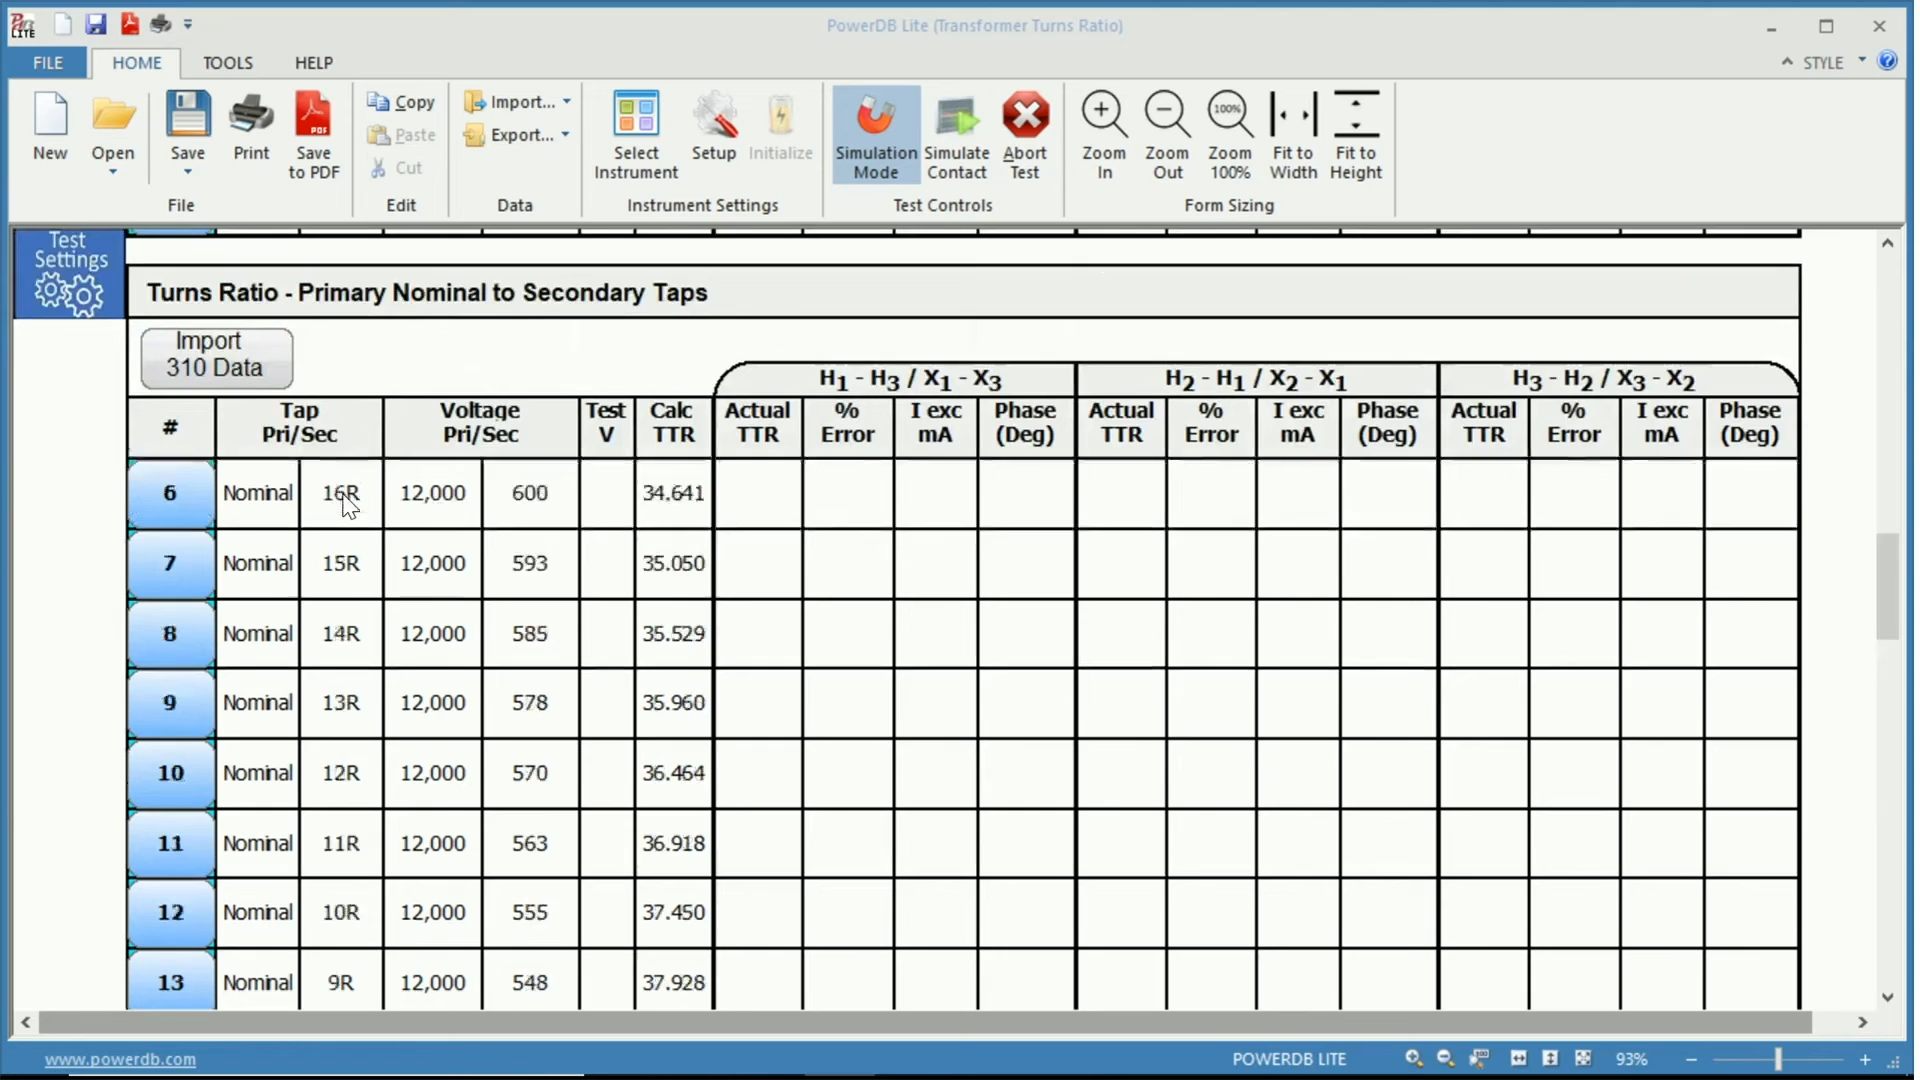 LITE
PowerDB Lite (Transformer Turns Ratio)
FILE HOME TOOLS HELP STYLE
New Open Save Print Save to PDF
Copy
Paste
Cut
Import...
Export...
Select Instrument Setup Initialize
Simulation Mode Simulate Contact Abort Test
Zoom In Zoom Out Zoom 100% Fit to Width Fit to Height
100%
File Edit Data Instrument Settings Test Controls Form Sizing
Test
Settings
Turns Ratio - Primary Nominal to Secondary Taps
Import
310 Data
H1 - H3 / X1 - X3 H2 - H1 / X2 - X1 H3 - H2 / X3 - X2
# Tap Pri/Sec Voltage Pri/Sec Test V Calc TTR Actual TTR % Error I exc mA Phase (Deg) Actual TTR % Error I exc mA Phase (Deg) Actual TTR % Error I exc mA Phase (Deg)
6 Nominal 16R 12,000 600 34.641
7 Nominal 15R 12,000 593 35.050
8 Nominal 14R 12,000 585 35.529
9 Nominal 13R 12,000 578 35.960
10 Nominal 12R 12,000 570 36.464
11 Nominal 11R 12,000 563 36.918
12 Nominal 10R 12,000 555 37.450
13 Nominal 9R 12,000 548 37.928
www.powerdb.com POWERDB LITE 93%